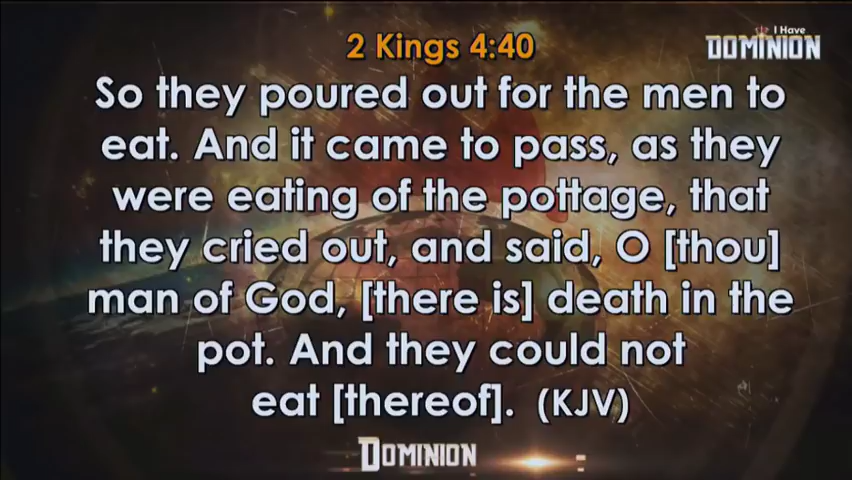 2 Kings 4:40
I Have
DOMINION
So they poured out for the men to
eat. And it came to pass, as they
were eating of the pottage, that
they cried out, and said, O [thou]
man of God, [there is] death in the
pot. And they could not
eat [thereof]. (KJV)
DOMINION